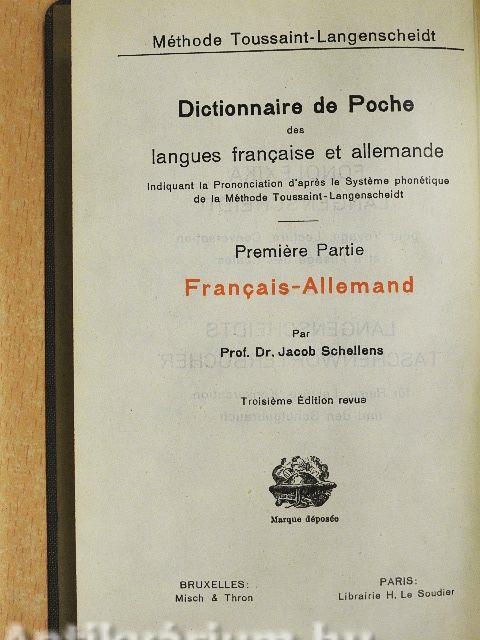 Méthode Toussaint-Langenscheidt
Dictionnaire de Poche
des
langues française et allemande
Indiquant la Prononciation d'après le Système phonétique
de la Méthode Toussaint-Langenscheidt
Première Partie
Français-Allemand
Par
Prof. Dr. Jacob Schellens
Troisième Édition revue
Marque déposée
BRUXELLES:
Misch & Thron
PARIS:
Librairie H. Le Soudier
Antikvárium.hu